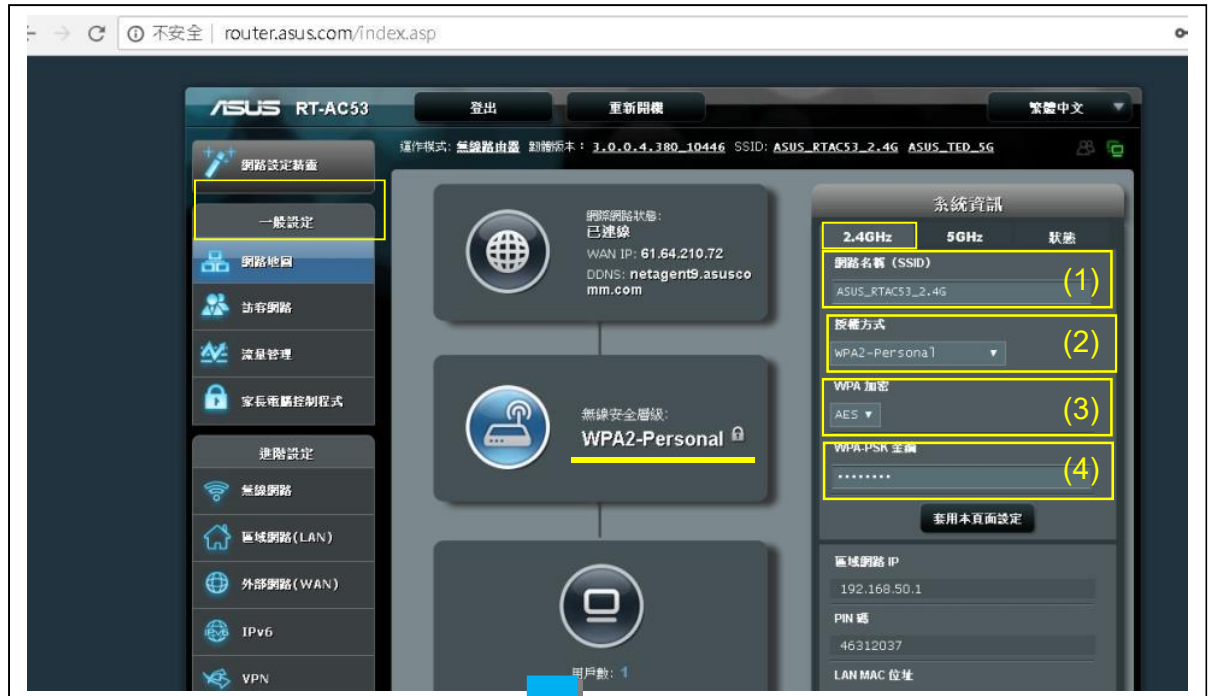 不安全 | router.asus.com/index.asp
ASUS RT-AC53
登出
重新開機
繁體中文
網路設定精靈
運作模式: 無線路由器 韌體版本: 3.0.0.4.380_10446 SSID: ASUS_RTAC53_2.4G ASUS_TED_5G
一般設定
網路地圖
訪客網路
流量管理
家長電腦控制程式
進階設定
無線網路
區域網路(LAN)
外部網路(WAN)
IPv6
VPN
網際網路狀態:
已連線
WAN IP: 61.64.210.72
DDNS: netagent9.asusco
mm.com
無線安全層級:
WPA2-Personal
用戶數: 1
系統資訊
2.4GHz 5GHz 狀態
網路名稱 (SSID)
ASUS_RTAC53_2.4G
(1)
授權方式
WPA2-Personal
(2)
WPA 加密
AES
(3)
WPA-PSK 金鑰
········
(4)
套用本頁面設定
區域網路 IP
192.168.50.1
PIN 碼
46312037
LAN MAC 位址